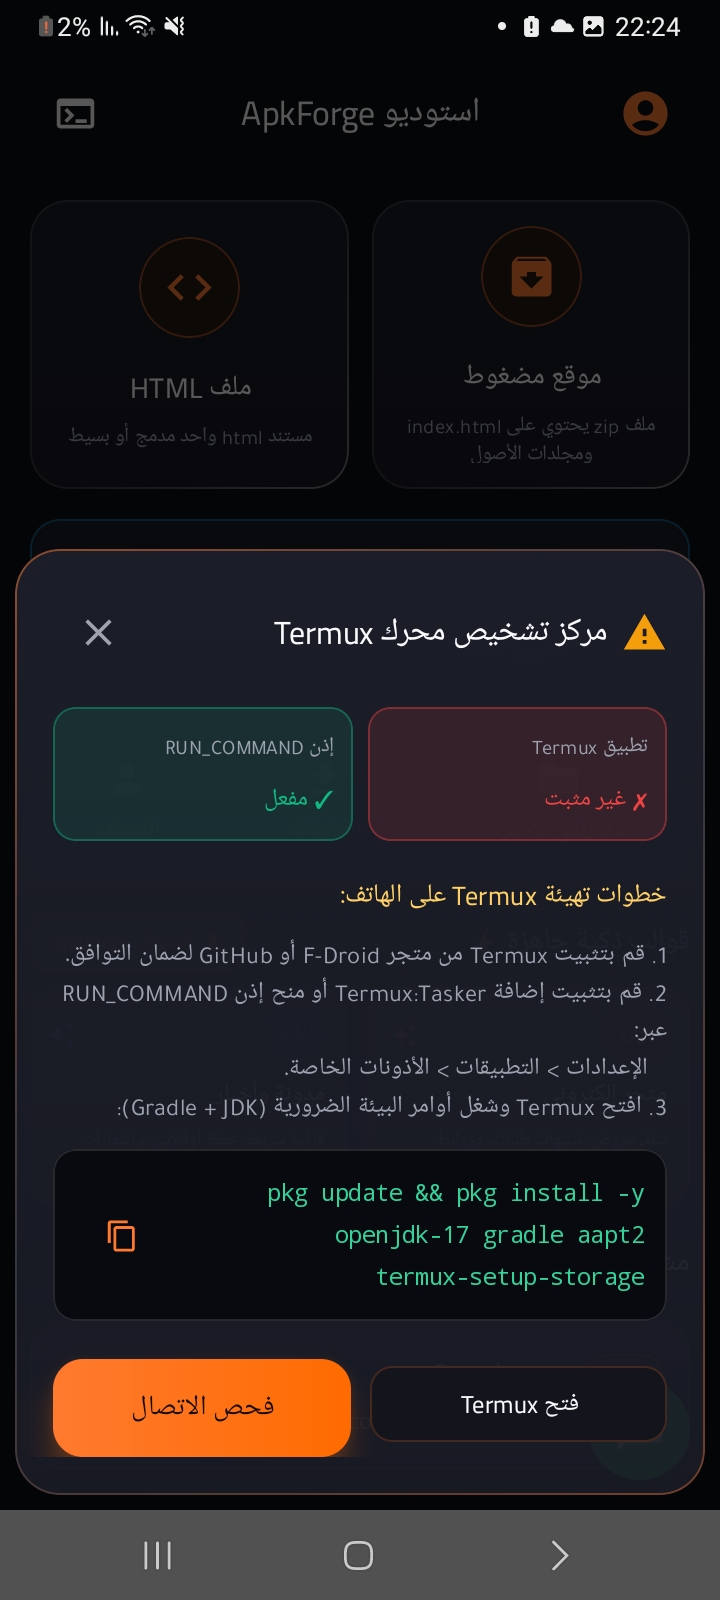 2%
22:24
استوديو ApkForge
موقع مضغوط
ملف zip يحتوي على index.html
ومجلدات الأصول
ملف HTML
مستند html واحد مدمج أو بسيط
مركز تشخيص محرك Termux
تطبيق Termux
✗ غير مثبت
إذن RUN_COMMAND
✓ مفعل
خطوات تهيئة Termux على الهاتف:
1. قم بتثبيت Termux من متجر F-Droid أو GitHub لضمان التوافق.
2. قم بتثبيت إضافة Termux:Tasker أو منح إذن RUN_COMMAND
عبر:
الإعدادات > التطبيقات > الأذونات الخاصة.
3. افتح Termux وشغل أوامر البيئة الضرورية (Gradle + JDK):
pkg update && pkg install -y
openjdk-17 gradle aapt2
termux-setup-storage
فتح Termux
فحص الاتصال